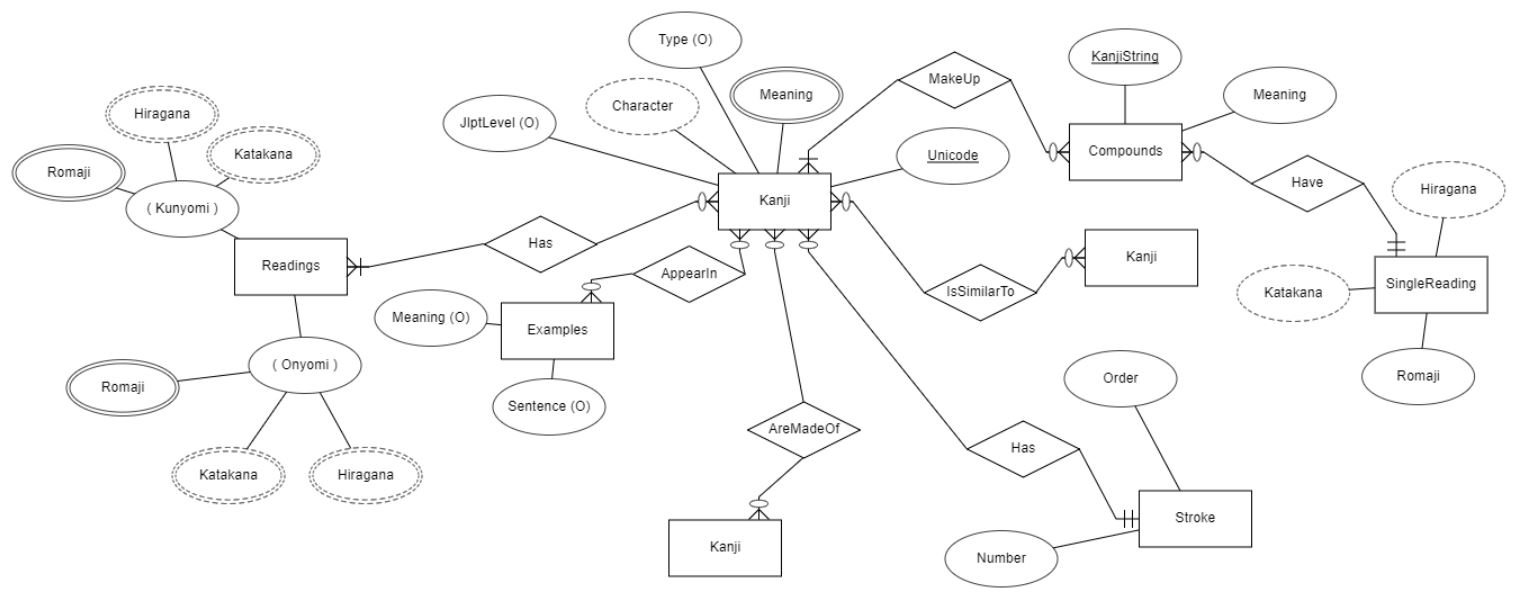 Type (O)
KanjiString
MakeUp
Meaning
Meaning
Character
Hiragana
JlptLevel (O)
Katakana
Compounds
Unicode
Romaji
Have
Hiragana
Kanji
( Kunyomi )
Has
Kanji
Readings
AppearIn
SingleReading
IsSimilarTo
Katakana
Meaning (O)
Examples
( Onyomi )
Romaji
Order
Romaji
Sentence (O)
AreMadeOf
Has
Katakana
Hiragana
Stroke
Kanji
Number